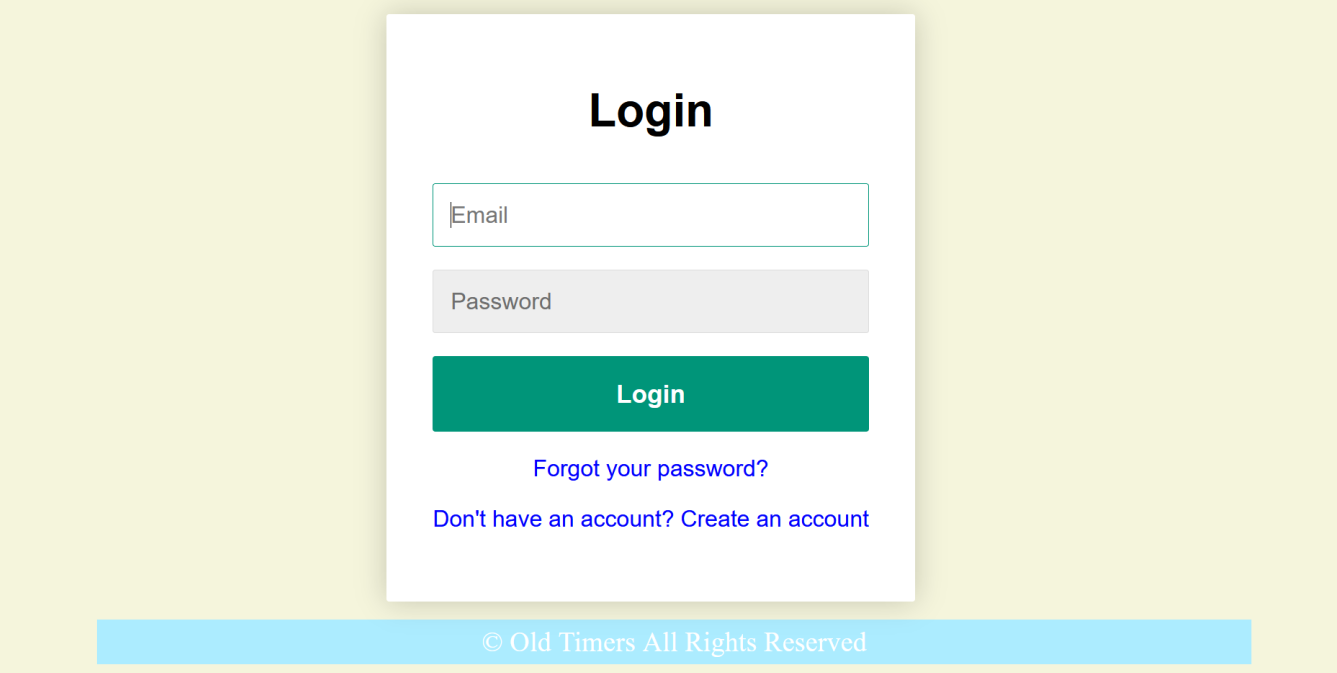 Login
Email
Password
Login
Forgot your password?
Don't have an account? Create an account
© Old Timers All Rights Reserved